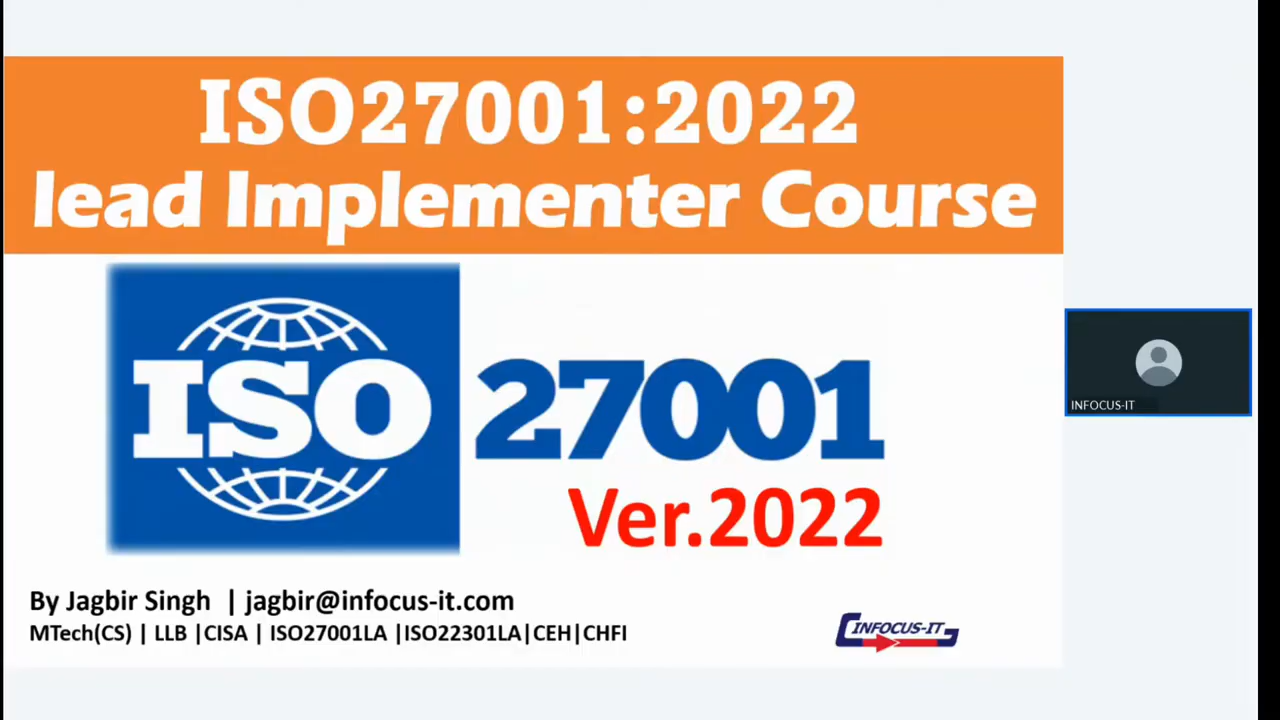 ISO27001:2022
lead Implementer Course
ISO 27001
Ver.2022
INFOCUS-IT
By Jagbir Singh | jagbir@infocus-it.com
MTech(CS) | LLB |CISA | ISO27001LA |ISO22301LA|CEH|CHFI
INFOCUS-IT